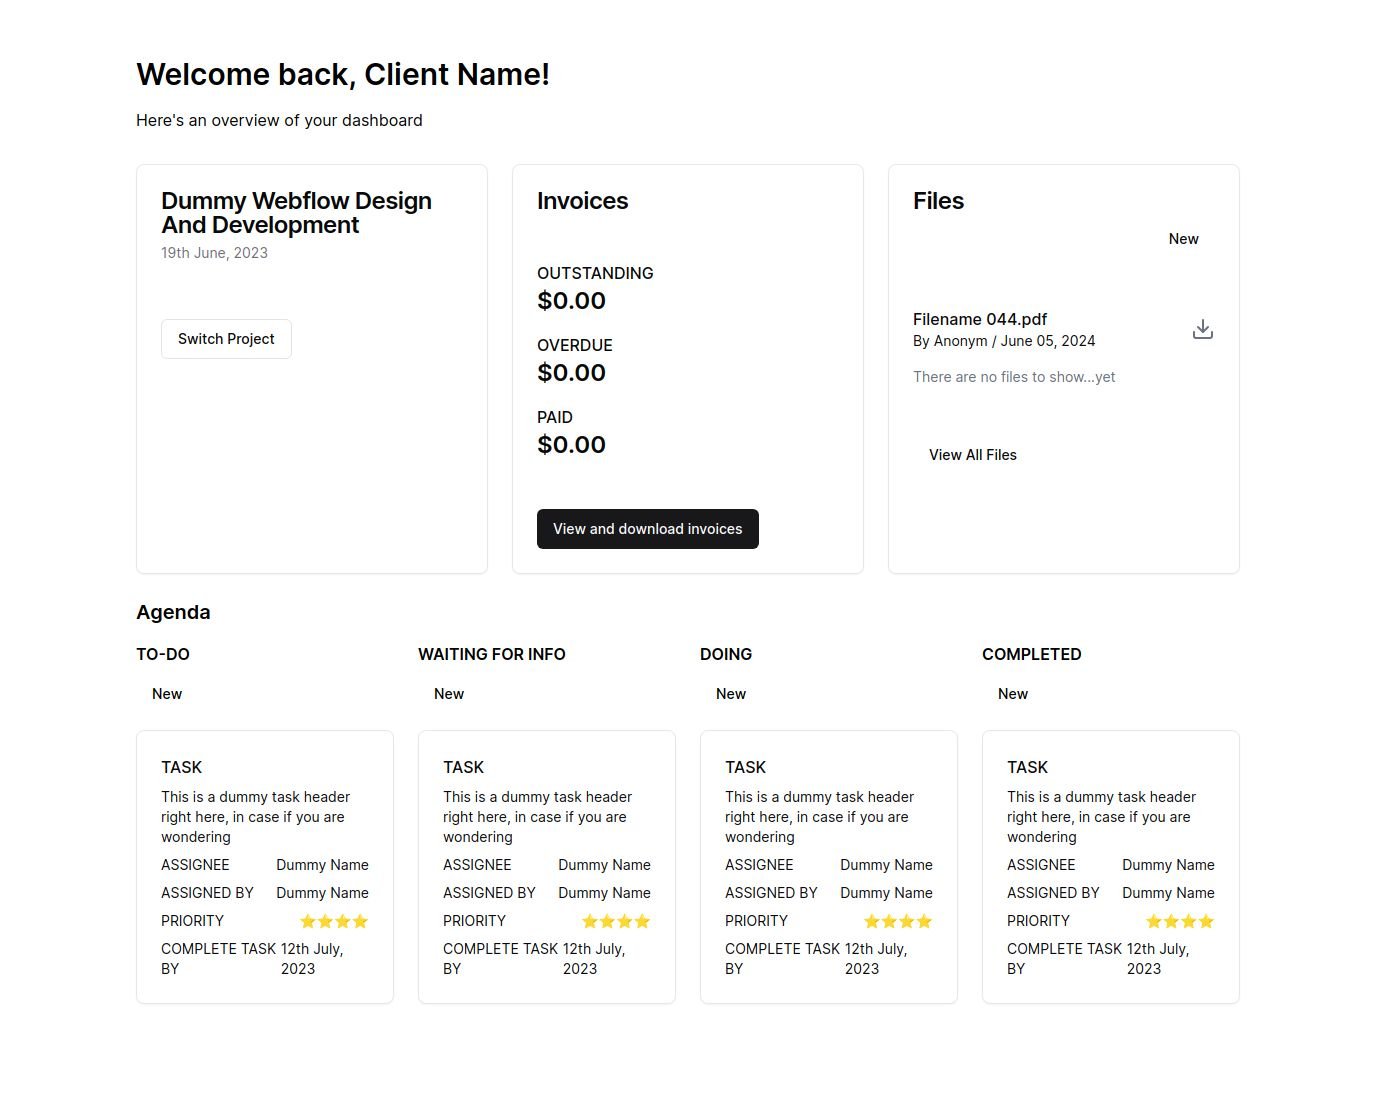 Welcome back, Client Name!
Here's an overview of your dashboard
Dummy Webflow Design
And Development
19th June, 2023
Switch Project
Invoices
OUTSTANDING
$0.00
OVERDUE
$0.00
PAID
$0.00
View and download invoices
Files
New
Filename 044.pdf
By Anonym / June 05, 2024
There are no files to show...yet
View All Files
Agenda
TO-DO
New
TASK
This is a dummy task header
right here, in case if you are
wondering
ASSIGNEE Dummy Name
ASSIGNED BY Dummy Name
PRIORITY ⭐⭐⭐⭐
COMPLETE TASK 12th July,
BY 2023
WAITING FOR INFO
New
TASK
This is a dummy task header
right here, in case if you are
wondering
ASSIGNEE Dummy Name
ASSIGNED BY Dummy Name
PRIORITY ⭐⭐⭐⭐
COMPLETE TASK 12th July,
BY 2023
DOING
New
TASK
This is a dummy task header
right here, in case if you are
wondering
ASSIGNEE Dummy Name
ASSIGNED BY Dummy Name
PRIORITY ⭐⭐⭐⭐
COMPLETE TASK 12th July,
BY 2023
COMPLETED
New
TASK
This is a dummy task header
right here, in case if you are
wondering
ASSIGNEE Dummy Name
ASSIGNED BY Dummy Name
PRIORITY ⭐⭐⭐⭐
COMPLETE TASK 12th July,
BY 2023